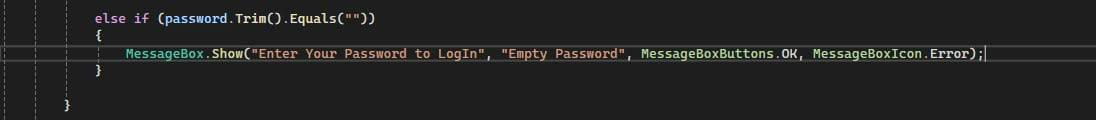 else if (password.Trim().Equals(""))
{
MessageBox.Show("Enter Your Password to LogIn", "Empty Password", MessageBoxButtons.OK, MessageBoxIcon.Error);
}
}